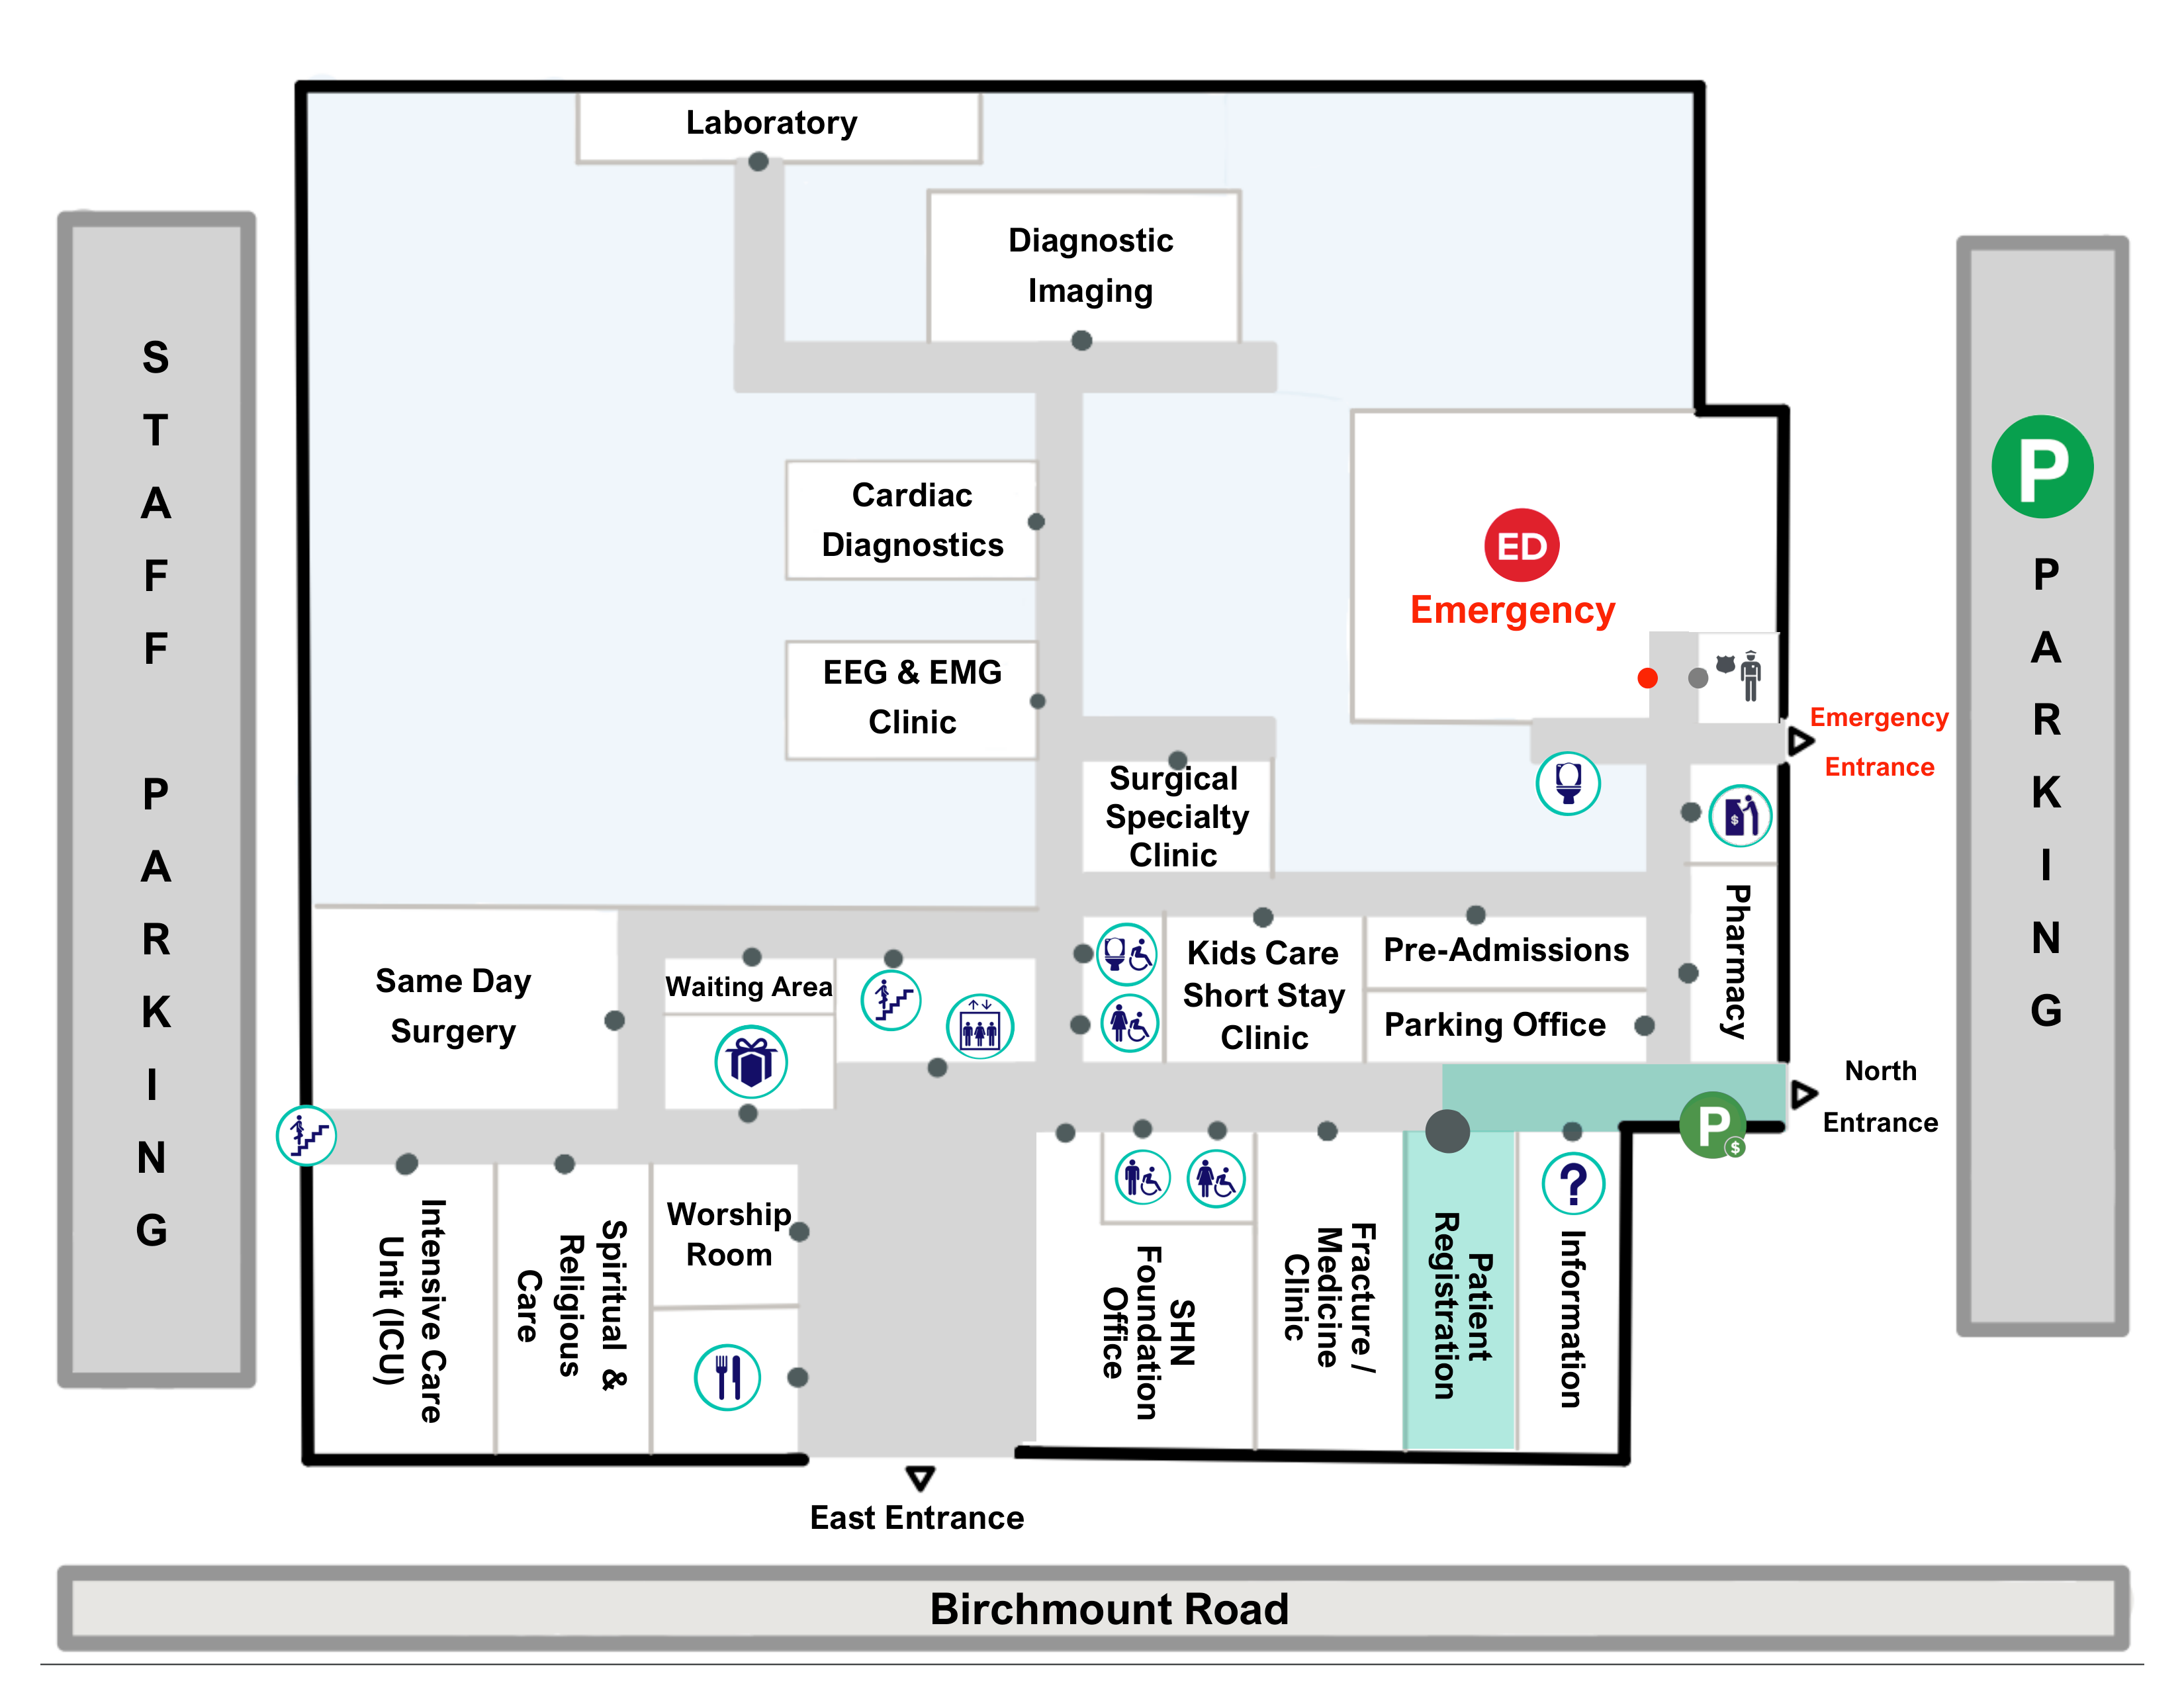 Laboratory
Diagnostic
Imaging
STAFF PARKING
P
PARKING
Cardiac
Diagnostics
ED
Emergency
EEG & EMG
Clinic
Emergency
Entrance
Surgical
Specialty
Clinic
$
Pharmacy
Same Day
Surgery
Waiting Area
Kids Care
Short Stay
Clinic
Pre-Admissions
Parking Office
North
Entrance
P
$
?
Intensive Care
Unit (ICU)
Spiritual &
Religious
Care
Worship
Room
SHN
Foundation
Office
Fracture /
Medicine
Clinic
Patient
Registration
Information
East Entrance
Birchmount Road